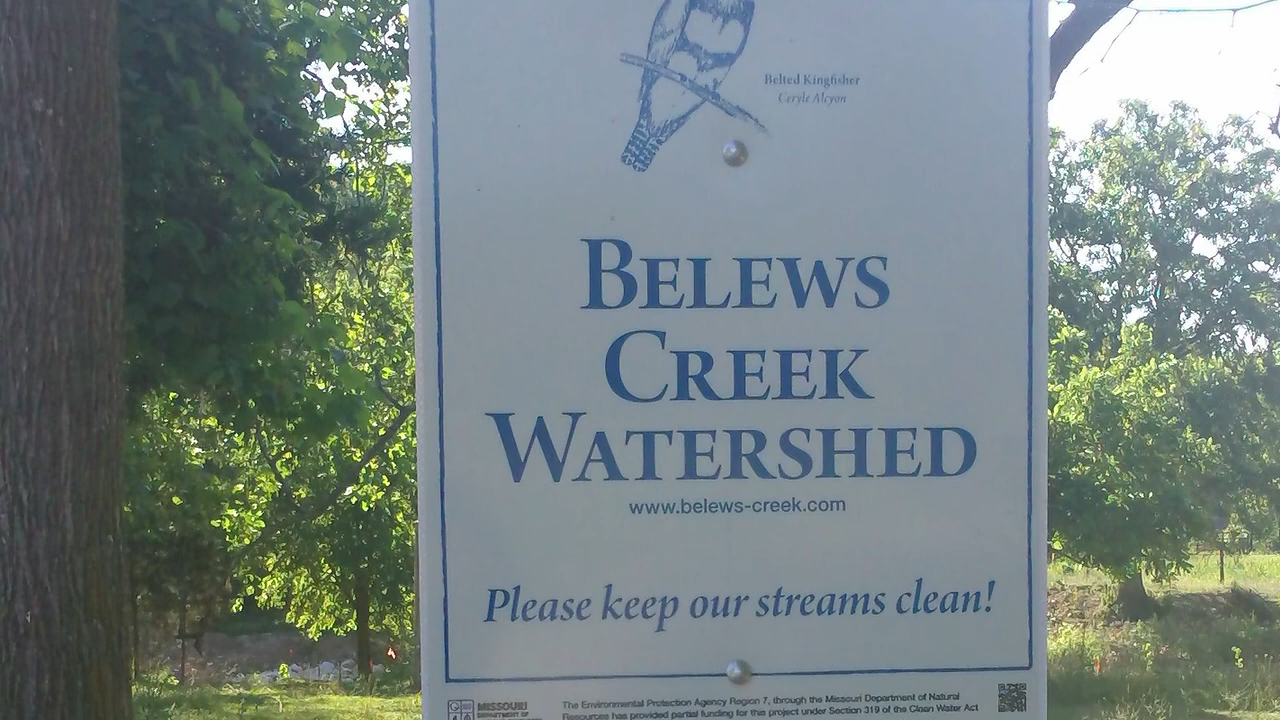 Belted Kingfisher
Ceryle Alcyon
BELEWS
CREEK
WATERSHED
www.belews-creek.com
Please keep our streams clean!
MISSOURI
DEPARTMENT OF
The Environmental Protection Agency Region 7, through the Missouri Department of Natural
Resources has provided partial funding for this project under Section 319 of the Clean Water Act